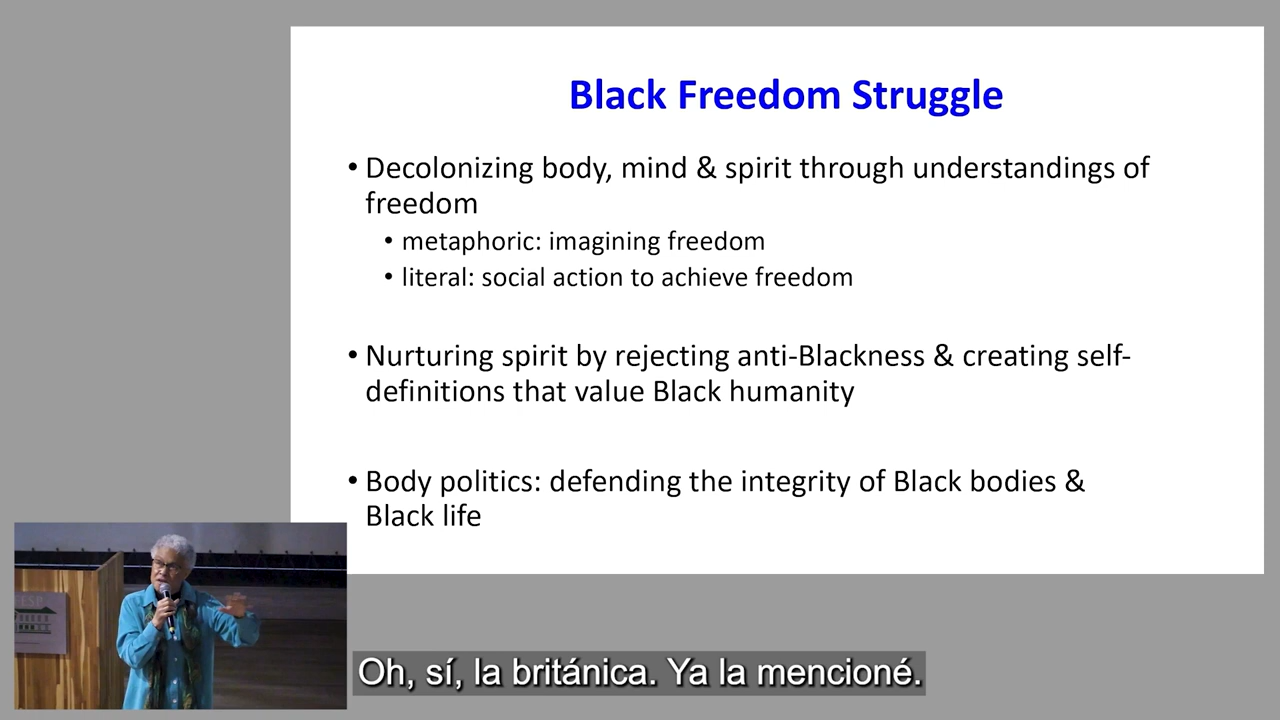 Black Freedom Struggle
• Decolonizing body, mind & spirit through understandings of
freedom
• metaphoric: imagining freedom
• literal: social action to achieve freedom
• Nurturing spirit by rejecting anti-Blackness & creating self-
definitions that value Black humanity
• Body politics: defending the integrity of Black bodies &
Black life
Oh, sí, la británica. Ya la mencioné.